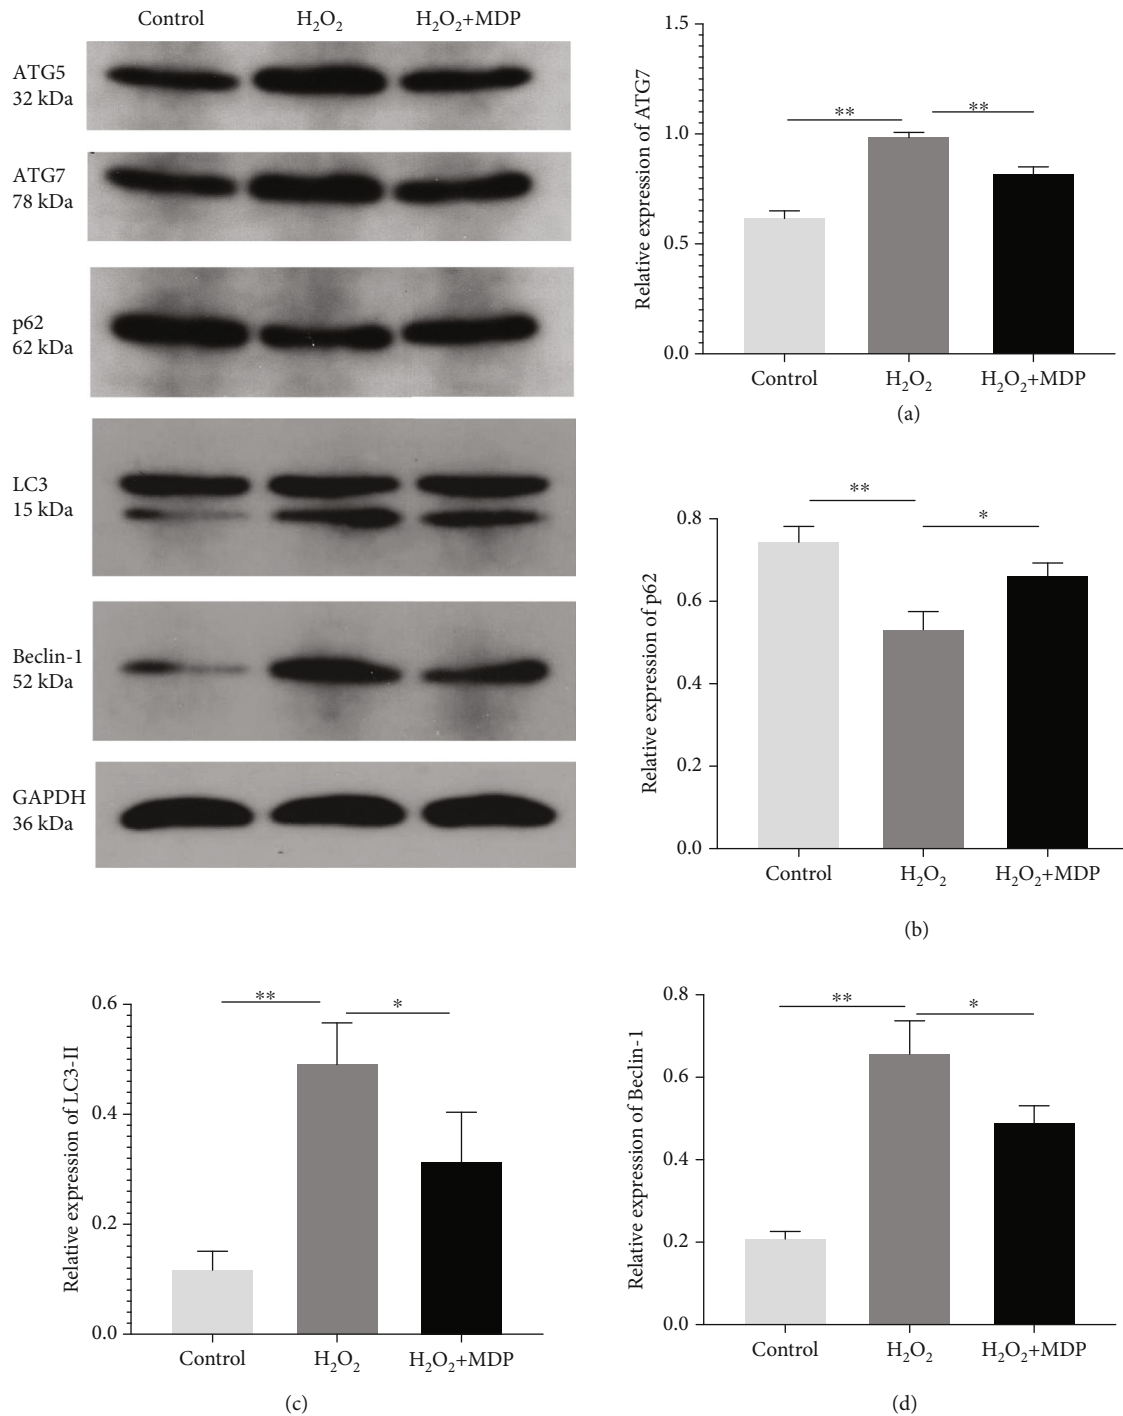 Control H₂O₂ H₂O₂+MDP
ATG5
32 kDa
ATG7
78 kDa
p62
62 kDa
LC3
15 kDa
Beclin-1
52 kDa
GAPDH
36 kDa
Relative expression of ATG7
1.5
1.0
0.5
0.0
** **
Control H₂O₂ H₂O₂+MDP
(a)
Relative expression of p62
0.8
0.6
0.4
0.2
0.0
** *
Control H₂O₂ H₂O₂+MDP
(b)
Relative expression of LC3-II
0.6
0.4
0.2
0.0
** *
Control H₂O₂ H₂O₂+MDP
(c)
Relative expression of Beclin-1
0.8
0.6
0.4
0.2
0.0
** *
Control H₂O₂ H₂O₂+MDP
(d)